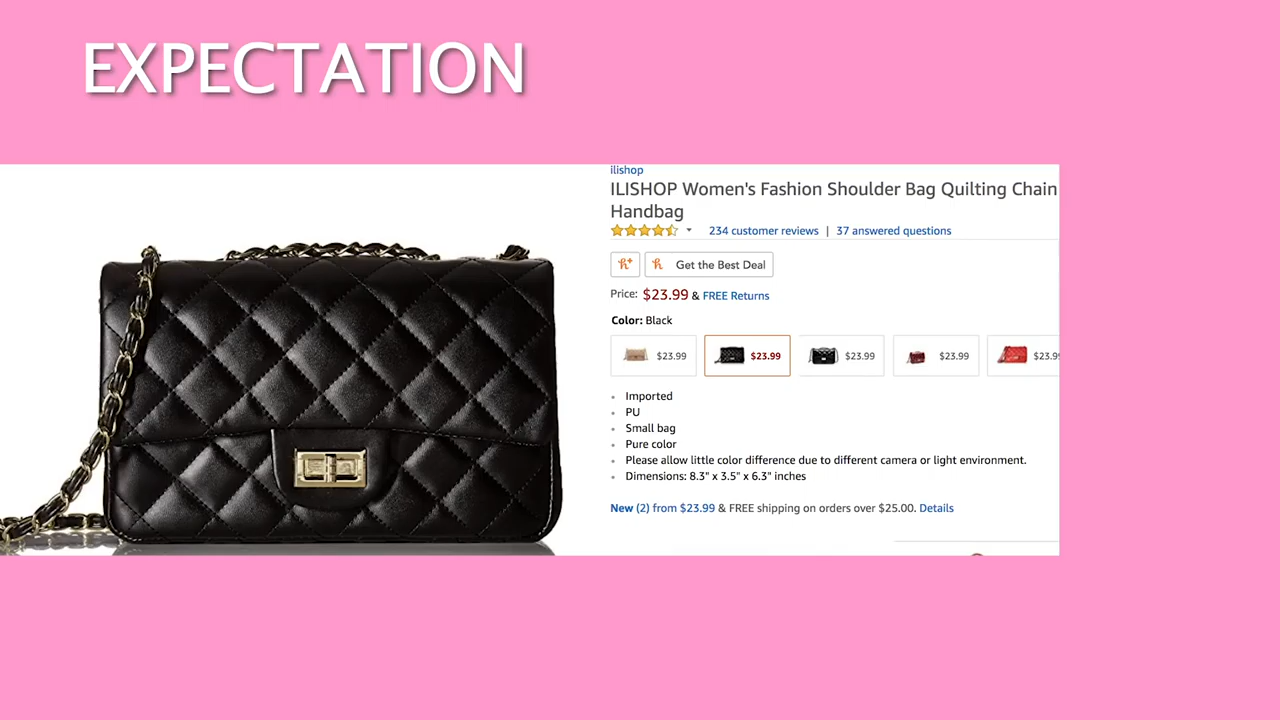 EXPECTATION
ilishop
ILISHOP Women's Fashion Shoulder Bag Quilting Chain
Handbag
234 customer reviews | 37 answered questions
Get the Best Deal
Price: $23.99 & FREE Returns
Color: Black
$23.99 $23.99 $23.99 $23.99 $23.9
Imported
PU
Small bag
Pure color
Please allow little color difference due to different camera or light environment.
Dimensions: 8.3" x 3.5" x 6.3" inches
New (2) from $23.99 & FREE shipping on orders over $25.00. Details